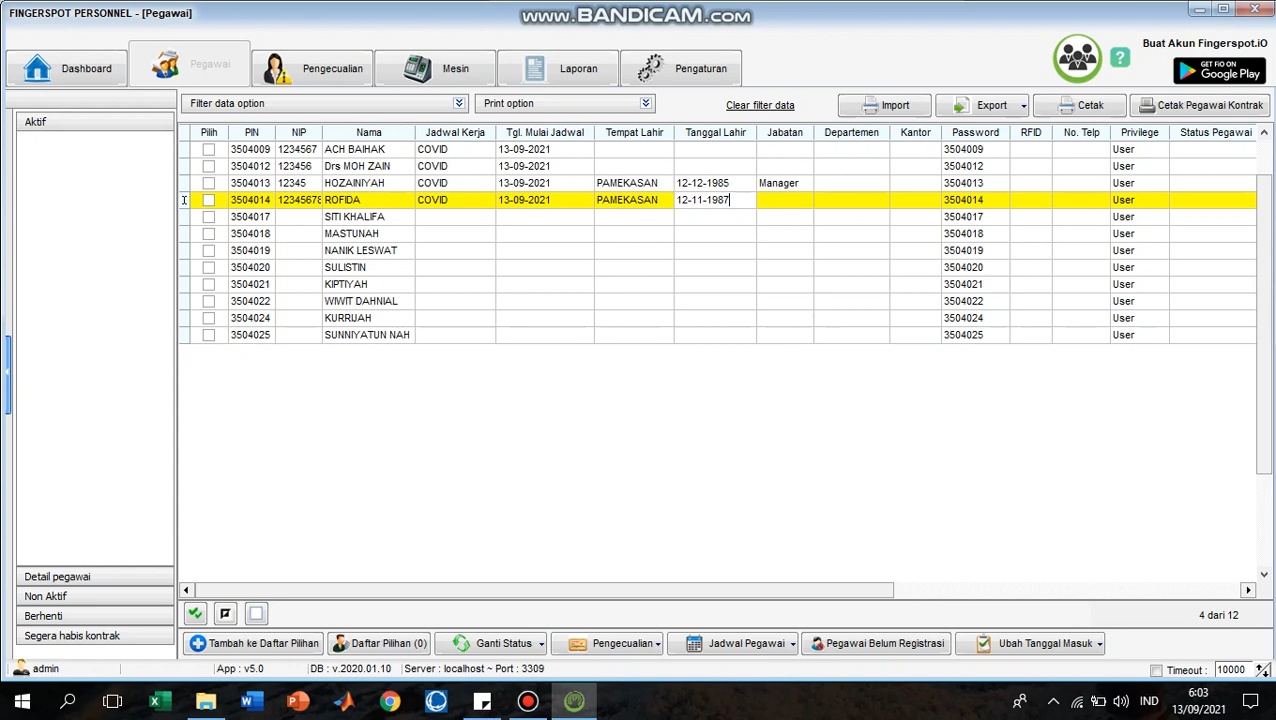 FINGERSPOT PERSONNEL - [Pegawai]
www.BANDICAM.com
Dashboard
Pegawai
Pengecualian
Mesin
Laporan
Pengaturan
?
Buat Akun Fingerspot.iO
GET FiO ON
Google Play
Filter data option
Print option
Clear filter data
Import
Export
Cetak
Cetak Pegawai Kontrak
Aktif
Pilih PIN NIP Nama Jadwal Kerja Tgl. Mulai Jadwal Tempat Lahir Tanggal Lahir Jabatan Departemen Kantor Password RFID No. Telp Privilege Status Pegawai
3504009 1234567 ACH BAIHAK COVID 13-09-2021 3504009 User
3504012 123456 Drs MOH ZAIN COVID 13-09-2021 3504012 User
3504013 12345 HOZAINIYAH COVID 13-09-2021 PAMEKASAN 12-12-1985 Manager 3504013 User
3504014 12345678 ROFIDA COVID 13-09-2021 PAMEKASAN 12-11-1987 3504014 User
3504017 SITI KHALIFA 3504017 User
3504018 MASTUNAH 3504018 User
3504019 NANIK LESWAT 3504019 User
3504020 SULISTIN 3504020 User
3504021 KIPTIYAH 3504021 User
3504022 WIWIT DAHNIAL 3504022 User
3504024 KURRIJAH 3504024 User
3504025 SUNNIYATUN NAH 3504025 User
Detail pegawai
Non Aktif
Berhenti
Segera habis kontrak
4 dari 12
Tambah ke Daftar Pilihan
Daftar Pilihan (0)
Ganti Status
Pengecualian
Jadwal Pegawai
Pegawai Belum Registrasi
Ubah Tanggal Masuk
admin
App : v5.0
DB : v.2020.01.10
Server : localhost ~ Port : 3309
Timeout : 10000
IND
6:03
13/09/2021